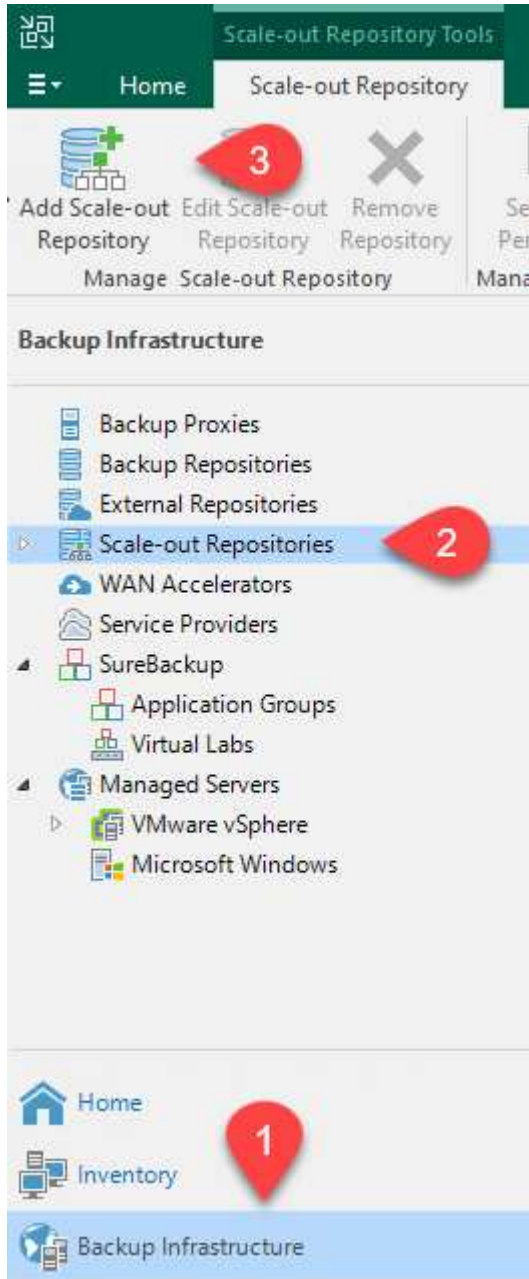 Scale-out Repository Tools
Home Scale-out Repository
3
Add Scale-out Edit Scale-out Remove
Repository Repository Repository
Manage Scale-out Repository
Backup Infrastructure
Backup Proxies
Backup Repositories
External Repositories
Scale-out Repositories
2
WAN Accelerators
Service Providers
SureBackup
Application Groups
Virtual Labs
Managed Servers
VMware vSphere
Microsoft Windows
Home
1
Inventory
Backup Infrastructure